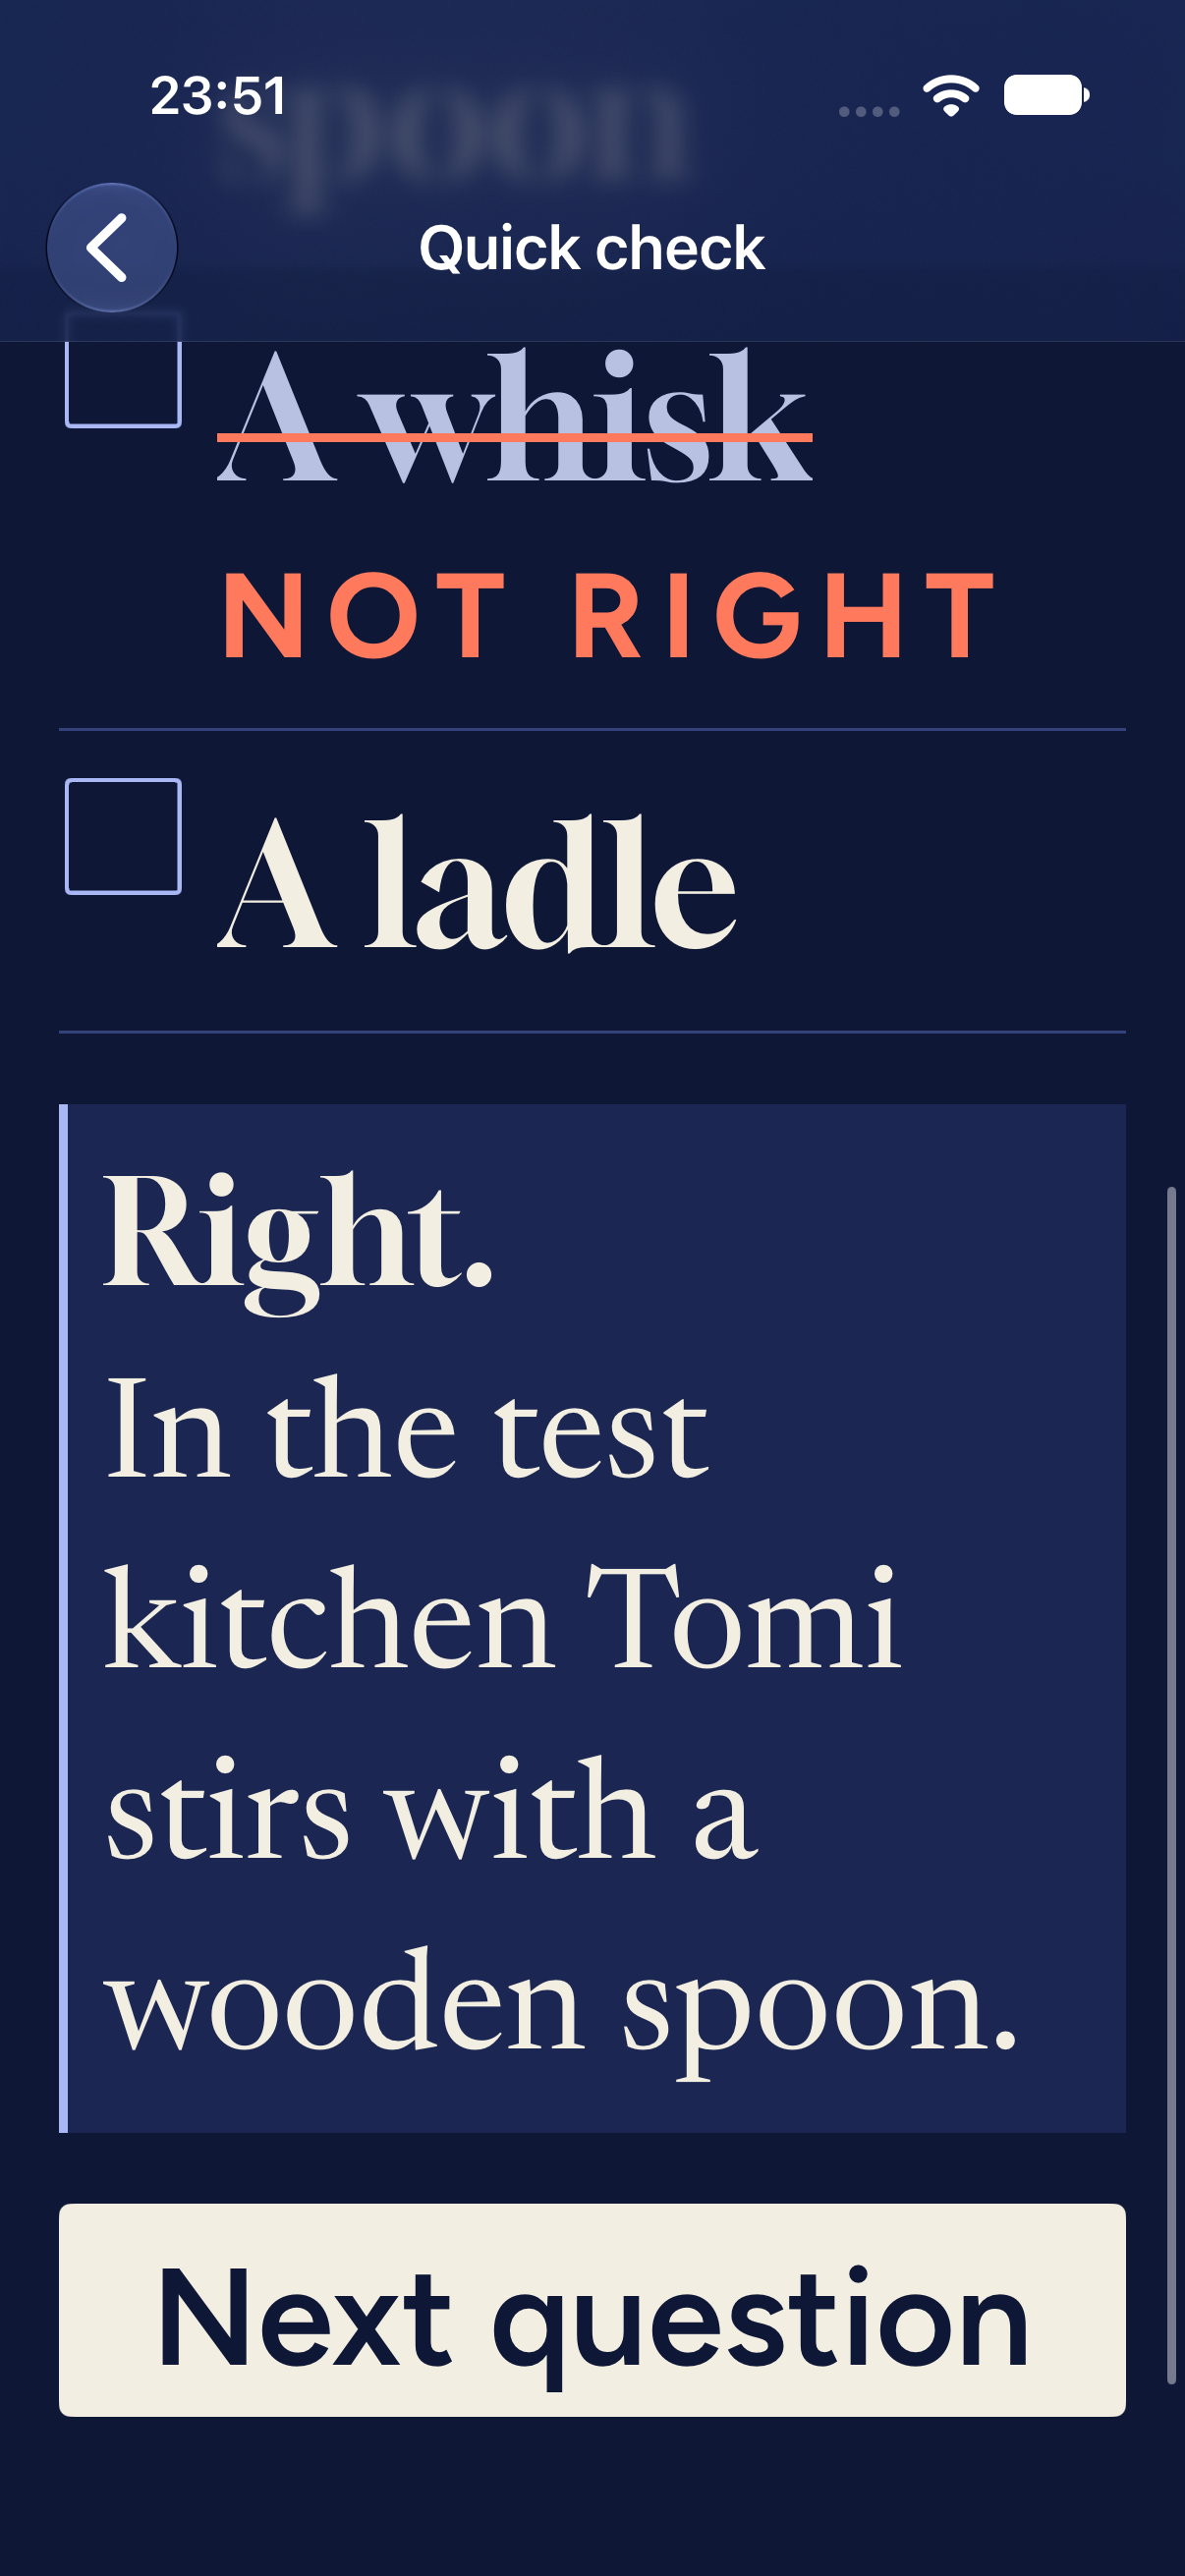 23:51
spoon
Quick check
A whisk
NOT RIGHT
A ladle
Right.
In the test
kitchen Tomi
stirs with a
wooden spoon.
Next question